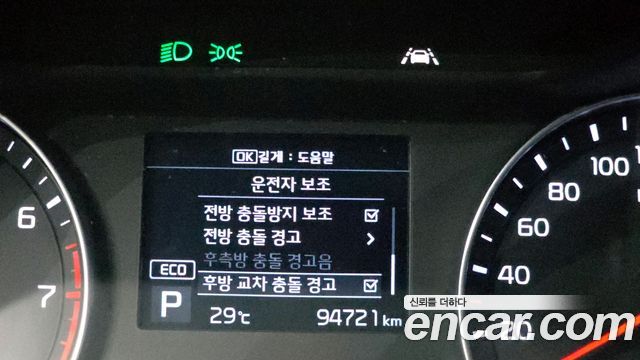 OK길게 : 도움말
운전자 보조
전방 충돌방지 보조
전방 충돌 경고
후측방 충돌 경고음
후방 교차 충돌 경고
ECO
P
29℃ 94721 km
6
7
100
80
60
40
20
신뢰를 더하다
encar.com